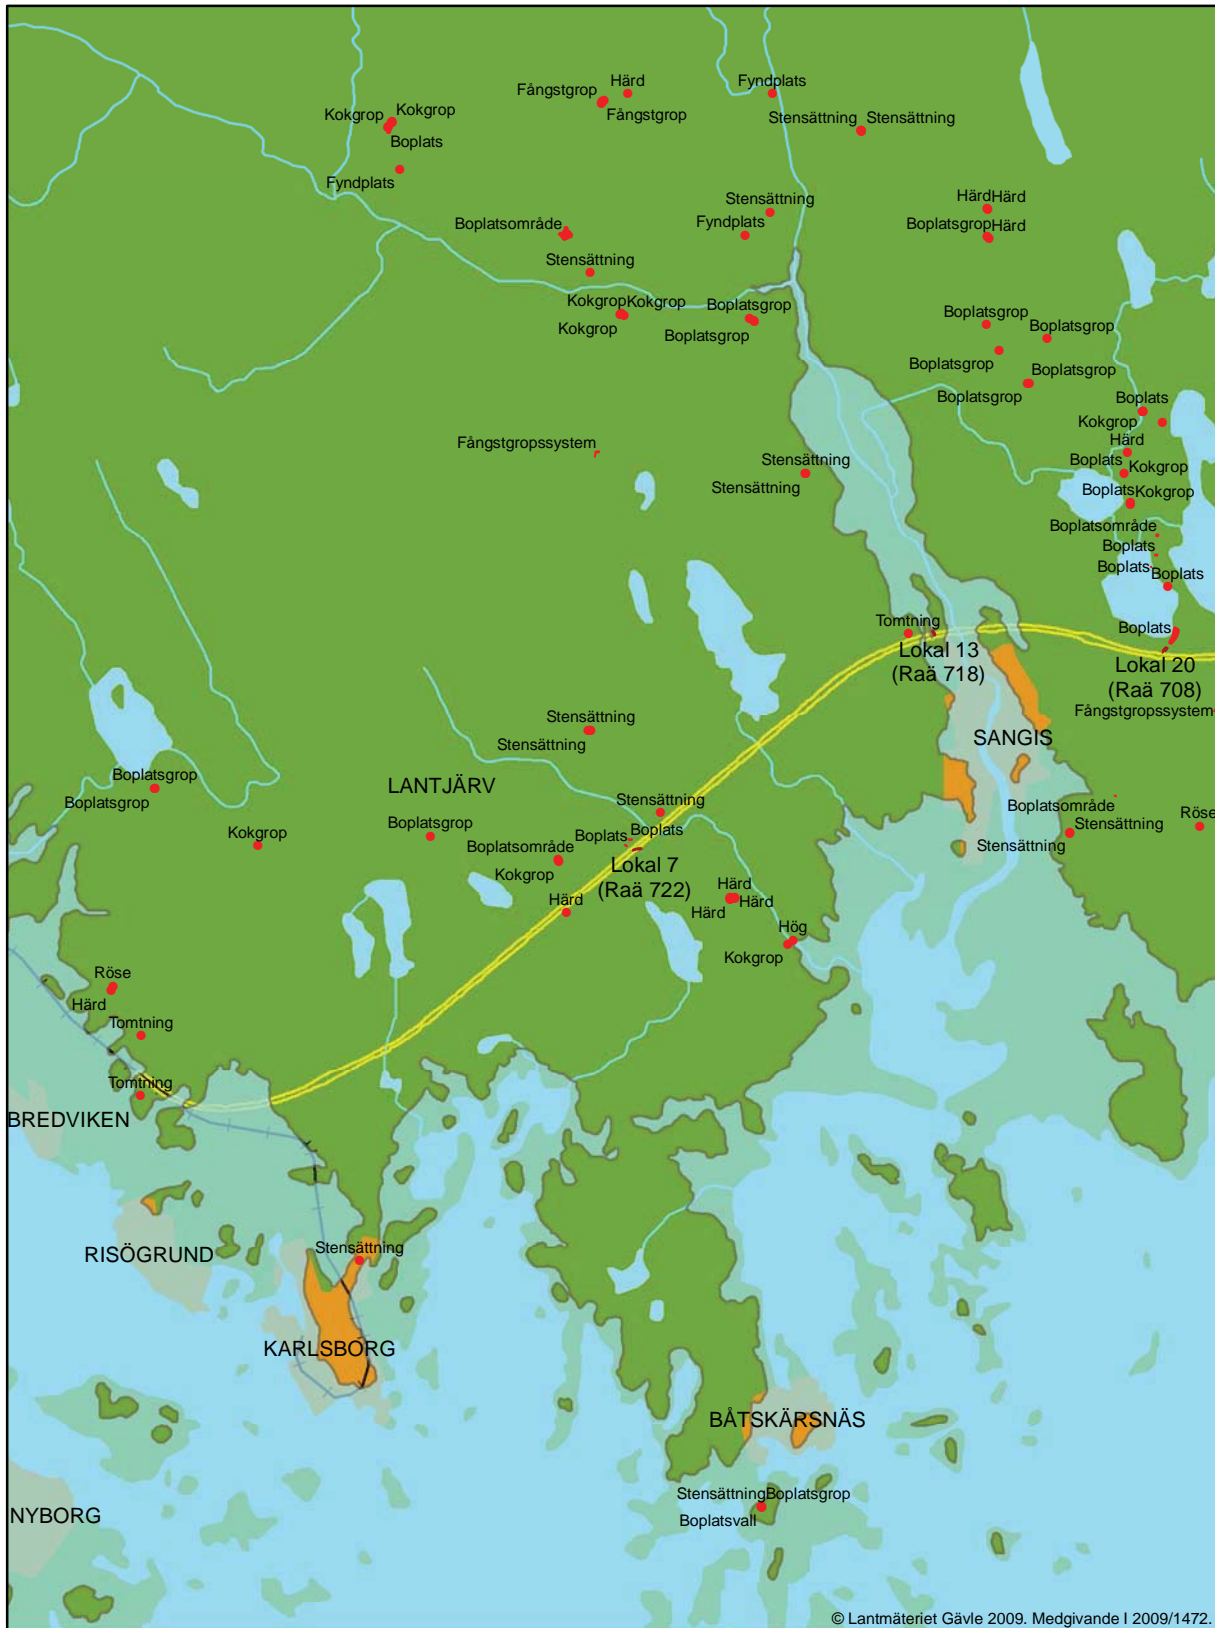 Fyndplats
Härd
Fångstgrop
Fångstgrop
Kokgrop
Kokgrop
Boplats
Stensättning Stensättning
Fyndplats
Stensättning
HärdHärd
Boplatsområde
Fyndplats
BoplatsgropHärd
Stensättning
KokgropKokgrop
Kokgrop
Boplatsgrop
Boplatsgrop
Boplatsgrop
Boplatsgrop
Boplatsgrop
Boplatsgrop
Boplatsgrop
Boplats
Kokgrop
Fångstgropssystem
Härd
Stensättning
Stensättning
Boplats
Kokgrop
Boplats
Kokgrop
Boplatsområde
Boplats
Boplats
Boplats
Tomtning
Lokal 13
(Raä 718)
Boplats
Lokal 20
(Raä 708)
Fångstgropssystem
Stensättning
Stensättning
SANGIS
Boplatsgrop
Boplatsgrop
LANTJÄRV
Stensättning
Boplatsområde
Röse
Stensättning
Stensättning
Kokgrop
Boplatsgrop
Boplats
Boplats
Boplatsområde
Kokgrop
Lokal 7
(Raä 722)
Härd
Härd
Härd
Härd
Hög
Kokgrop
Röse
Härd
Tomtning
Tomtning
BREDVIKEN
RISÖGRUND
Stensättning
KARLSBORG
BÅTSKÄRSNÄS
StensättningBoplatsgrop
Boplatsvall
NYBORG
© Lantmäteriet Gävle 2009. Medgivande I 2009/1472.